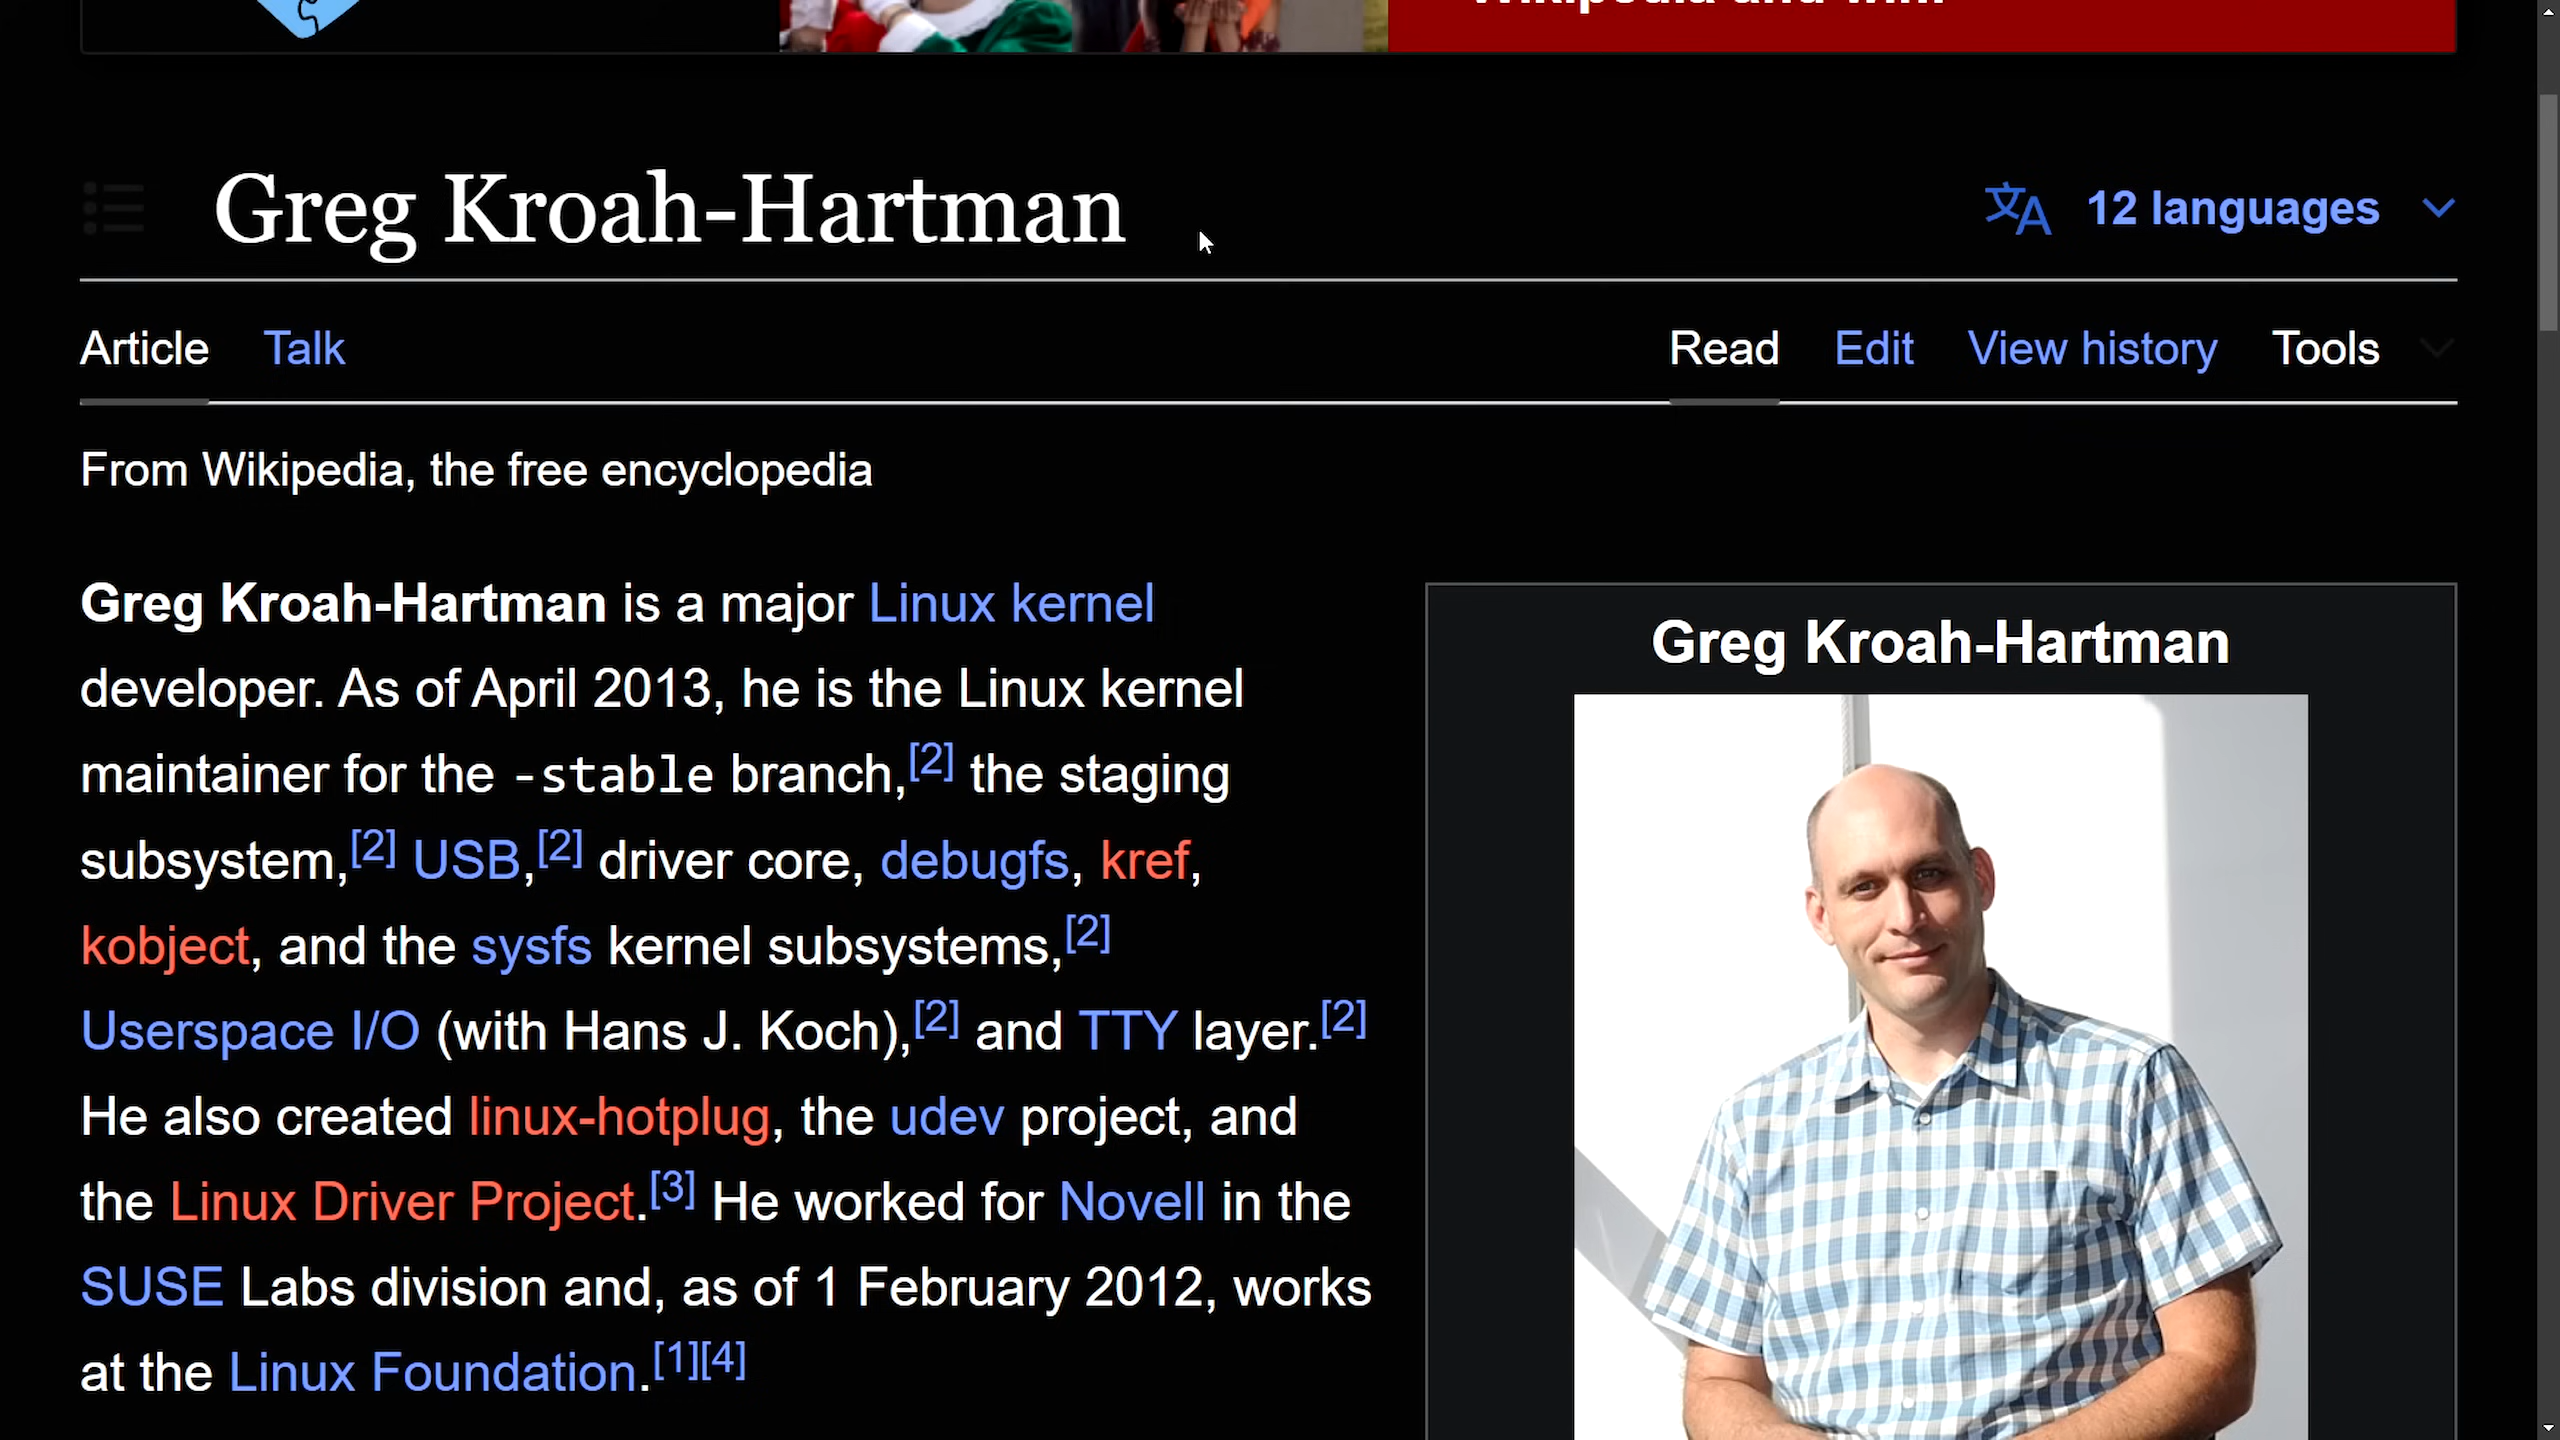 Greg Kroah-Hartman
12 languages
Article Talk Read Edit View history Tools
From Wikipedia, the free encyclopedia
Greg Kroah-Hartman is a major Linux kernel
developer. As of April 2013, he is the Linux kernel
maintainer for the -stable branch,[2] the staging
subsystem,[2] USB,[2] driver core, debugfs, kref,
kobject, and the sysfs kernel subsystems,[2]
Userspace I/O (with Hans J. Koch),[2] and TTY layer.[2]
He also created linux-hotplug, the udev project, and
the Linux Driver Project.[3] He worked for Novell in the
SUSE Labs division and, as of 1 February 2012, works
at the Linux Foundation.[1][4]
Greg Kroah-Hartman